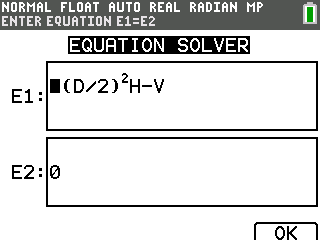 NORMAL FLOAT AUTO REAL RADIAN MP
ENTER EQUATION E1=E2
EQUATION SOLVER
E1: (D/2)²H-V
E2: 0
OK